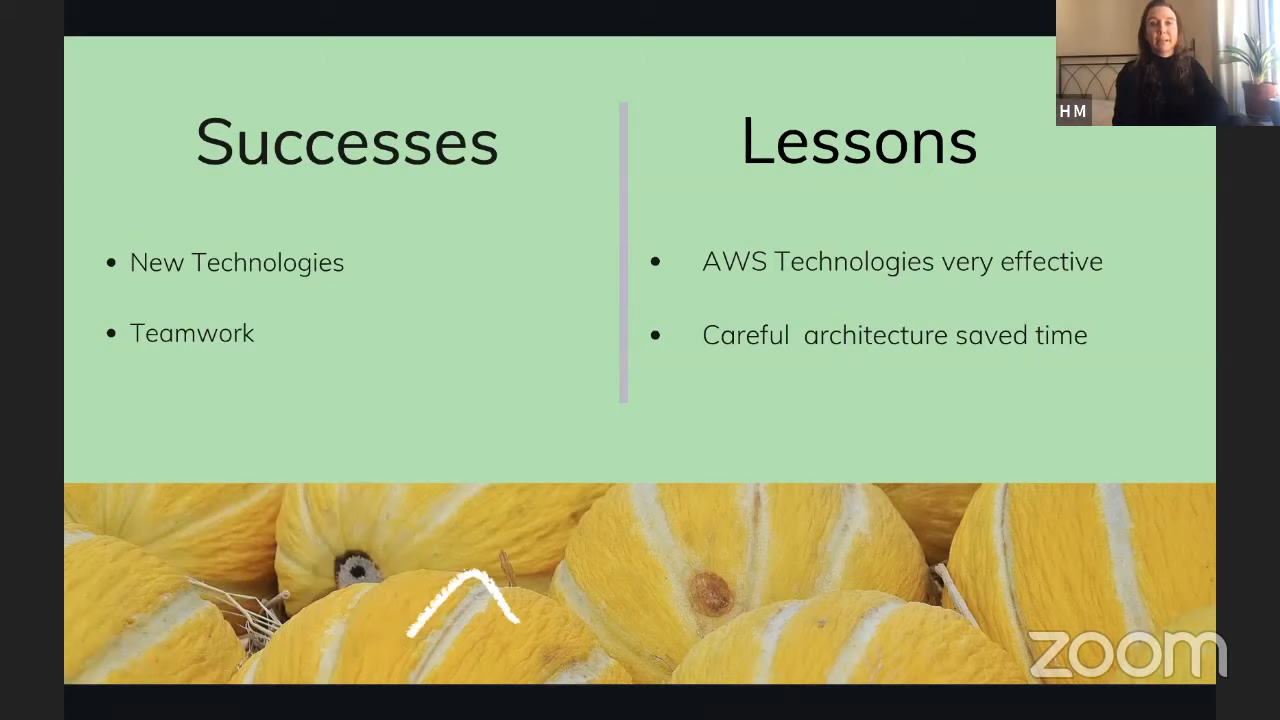 Successes
Lessons
HM
• New Technologies
• Teamwork
• AWS Technologies very effective
• Careful architecture saved time
zoom